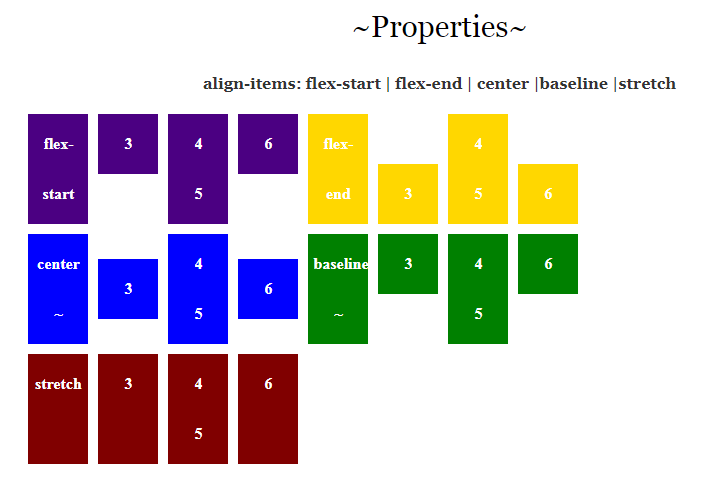 ~Properties~
align-items: flex-start | flex-end | center |baseline |stretch
flex- 3 4 6 flex- 4
start 5 end 3 5 6
center 4 baseline 3 4 6
3 6
~ 5 ~ 5
stretch 3 4 6
5